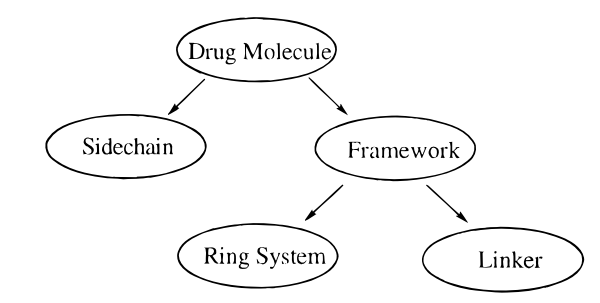 Drug Molecule
Sidechain
Framework
Ring System
Linker